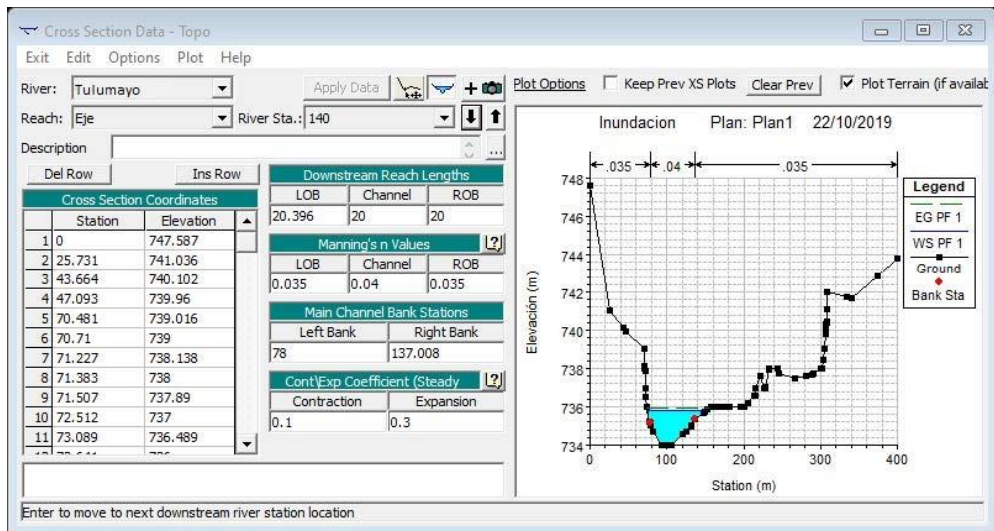 Cross Section Data - Topo
Exit Edit Options Plot Help
River: Tulumayo Apply Data
Reach: Eje River Sta.: 140
Description ...
Del Row Ins Row
Cross Section Coordinates
Station Elevation
1 0 747.587
2 25.731 741.036
3 43.664 740.102
4 47.093 739.96
5 70.481 739.016
6 70.71 739
7 71.227 738.138
8 71.383 738
9 71.507 737.89
10 72.512 737
11 73.089 736.489
Downstream Reach Lengths
LOB Channel ROB
20.396 20 20
Manning's n Values
LOB Channel ROB
0.035 0.04 0.035
Main Channel Bank Stations
Left Bank Right Bank
78 137.008
Cont\Exp Coefficient (Steady
Contraction Expansion
0.1 0.3
Plot Options Keep Prev XS Plots Clear Prev Plot Terrain (if availab
Inundacion Plan: Plan1 22/10/2019
.035 .04 .035
748
746
744
742
740
738
736
734
Elevación (m)
0 100 200 300 400
Station (m)
Legend
EG PF 1
WS PF 1
Ground
Bank Sta
Enter to move to next downstream river station location